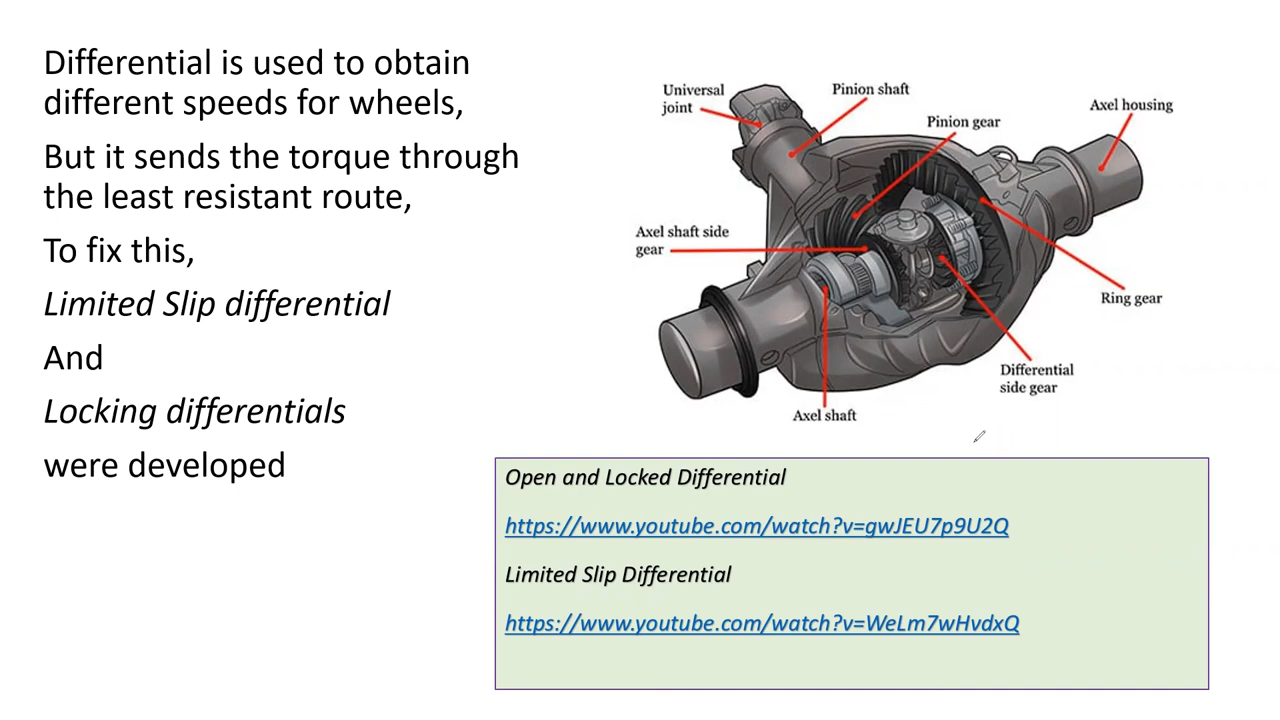 Differential is used to obtain
different speeds for wheels,
But it sends the torque through
the least resistant route,
To fix this,
Limited Slip differential
And
Locking differentials
were developed
Universal
joint
Pinion shaft
Pinion gear
Axel housing
Axel shaft side
gear
Ring gear
Differential
side gear
Axel shaft
Open and Locked Differential
https://www.youtube.com/watch?v=gwJEU7p9U2Q
Limited Slip Differential
https://www.youtube.com/watch?v=WeLm7wHvdxQ